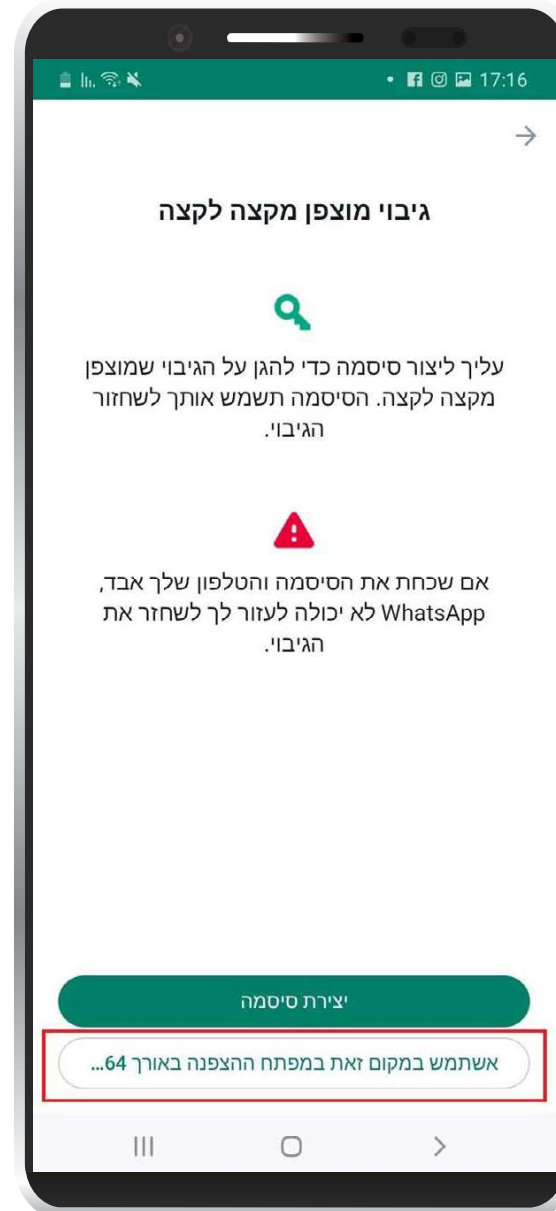 17:16
גיבוי מוצפן מקצה לקצה
עליך ליצור סיסמה כדי להגן על הגיבוי שמוצפן
מקצה לקצה. הסיסמה תשמש אותך לשחזור
הגיבוי.
אם שכחת את הסיסמה והטלפון שלך אבד,
WhatsApp לא יכולה לעזור לך לשחזר את
הגיבוי.
יצירת סיסמה
אשתמש במקום זאת במפתח ההצפנה באורך 64...